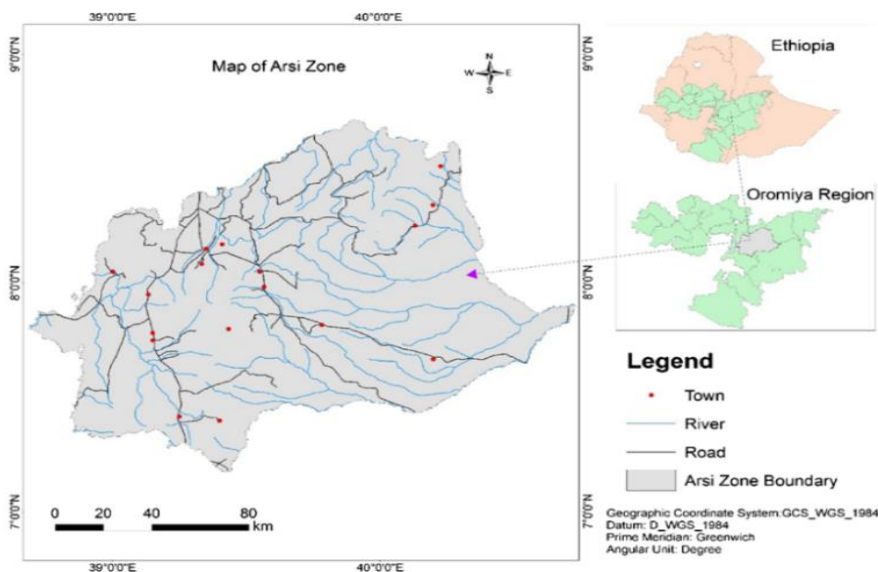 39°0'0"E
40°0'0"E
9°0'0"N
9°0'0"N
Map of Arsi Zone
N
W E
S
Ethiopia
Oromiya Region
8°0'0"N
8°0'0"N
Legend
Town
River
Road
Arsi Zone Boundary
7°0'0"N
7°0'0"N
0 20 40 80
km
Geographic Coordinate System:GCS_WGS_1984
Datum: D_WGS_1984
Prime Meridian: Greenwich
Angular Unit: Degree
39°0'0"E
40°0'0"E